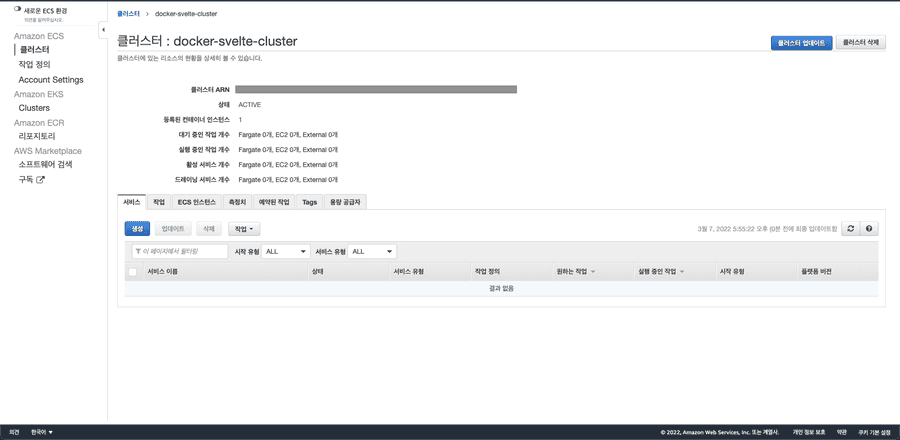 새로운 ECS 환경
의견을 알려주십시오.
Amazon ECS
클러스터
작업 정의
Account Settings
Amazon EKS
Clusters
Amazon ECR
리포지토리
AWS Marketplace
소프트웨어 검색
구독
클러스터 > docker-svelte-cluster
클러스터 : docker-svelte-cluster
클러스터 업데이트 클러스터 삭제
클러스터에 있는 리소스의 현황을 상세히 볼 수 있습니다.
클러스터 ARN
상태 ACTIVE
등록된 컨테이너 인스턴스 1
대기 중인 작업 개수 Fargate 0개, EC2 0개, External 0개
실행 중인 작업 개수 Fargate 0개, EC2 0개, External 0개
활성 서비스 개수 Fargate 0개, EC2 0개, External 0개
드레이닝 서비스 개수 Fargate 0개, EC2 0개, External 0개
서비스 작업 ECS 인스턴스 측정치 예약된 작업 Tags 용량 공급자
생성 업데이트 삭제 작업
3월 7, 2022 5:55:22 오후 (0분 전에 최종 업데이트함
이 페이지에서 필터링 시작 유형 ALL 서비스 유형 ALL
서비스 이름 상태 서비스 유형 작업 정의 원하는 작업 실행 중인 작업 시작 유형 플랫폼 버전
결과 없음
의견 한국어 © 2022, Amazon Web Services, Inc. 또는 계열사. 개인 정보 보호 약관 쿠키 기본 설정